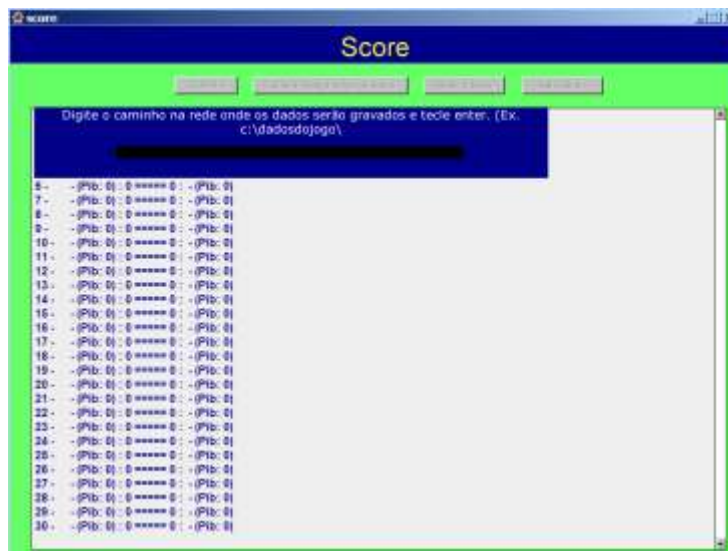 score
Score
Digite o caminho na rede onde os dados serão gravados e tecle enter. (Ex.
c:\dadosdojogo\
6 - - (Pib: 0) : 0 ===== 0 : - (Pib: 0)
7 - - (Pib: 0) : 0 ===== 0 : - (Pib: 0)
8 - - (Pib: 0) : 0 ===== 0 : - (Pib: 0)
9 - - (Pib: 0) : 0 ===== 0 : - (Pib: 0)
10 - - (Pib: 0) : 0 ===== 0 : - (Pib: 0)
11 - - (Pib: 0) : 0 ===== 0 : - (Pib: 0)
12 - - (Pib: 0) : 0 ===== 0 : - (Pib: 0)
13 - - (Pib: 0) : 0 ===== 0 : - (Pib: 0)
14 - - (Pib: 0) : 0 ===== 0 : - (Pib: 0)
15 - - (Pib: 0) : 0 ===== 0 : - (Pib: 0)
16 - - (Pib: 0) : 0 ===== 0 : - (Pib: 0)
17 - - (Pib: 0) : 0 ===== 0 : - (Pib: 0)
18 - - (Pib: 0) : 0 ===== 0 : - (Pib: 0)
19 - - (Pib: 0) : 0 ===== 0 : - (Pib: 0)
20 - - (Pib: 0) : 0 ===== 0 : - (Pib: 0)
21 - - (Pib: 0) : 0 ===== 0 : - (Pib: 0)
22 - - (Pib: 0) : 0 ===== 0 : - (Pib: 0)
23 - - (Pib: 0) : 0 ===== 0 : - (Pib: 0)
24 - - (Pib: 0) : 0 ===== 0 : - (Pib: 0)
25 - - (Pib: 0) : 0 ===== 0 : - (Pib: 0)
26 - - (Pib: 0) : 0 ===== 0 : - (Pib: 0)
27 - - (Pib: 0) : 0 ===== 0 : - (Pib: 0)
28 - - (Pib: 0) : 0 ===== 0 : - (Pib: 0)
29 - - (Pib: 0) : 0 ===== 0 : - (Pib: 0)
30 - - (Pib: 0) : 0 ===== 0 : - (Pib: 0)